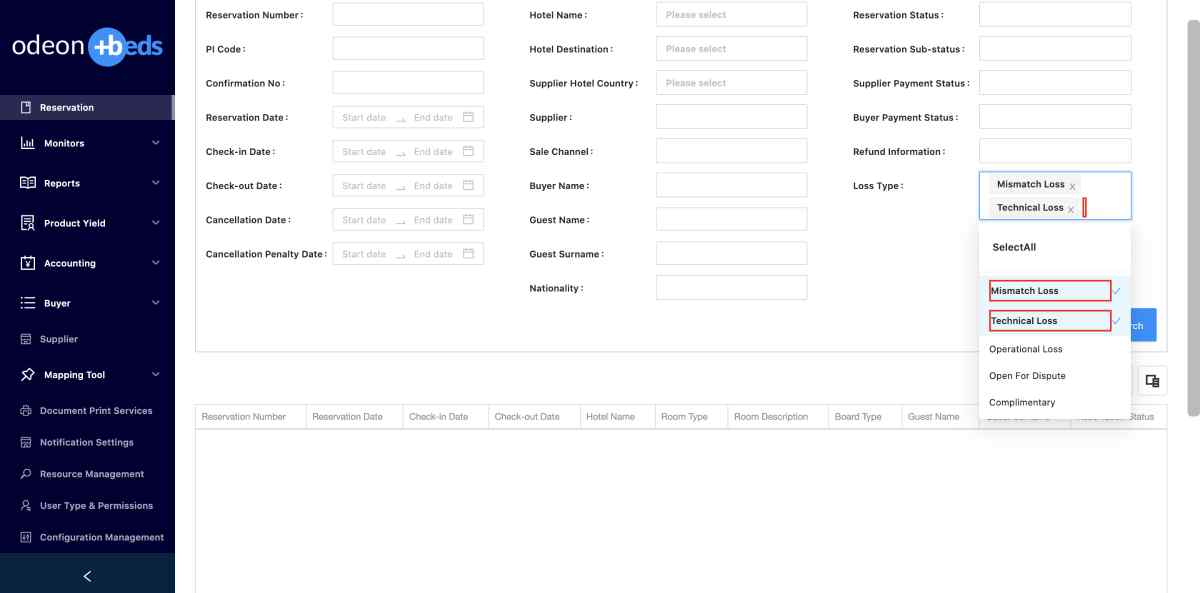 odeon +beds
Reservation
Monitors
Reports
Product Yield
Accounting
Buyer
Supplier
Mapping Tool
Document Print Services
Notification Settings
Resource Management
User Type & Permissions
Configuration Management
Reservation Number :
PI Code :
Confirmation No :
Reservation Date : Start date End date
Check-in Date : Start date End date
Check-out Date : Start date End date
Cancellation Date : Start date End date
Cancellation Penalty Date : Start date End date
Hotel Name : Please select
Hotel Destination : Please select
Supplier Hotel Country : Please select
Supplier :
Sale Channel :
Buyer Name :
Guest Name :
Guest Surname :
Nationality :
Reservation Status :
Reservation Sub-status :
Supplier Payment Status :
Buyer Payment Status :
Refund Information :
Loss Type :
Mismatch Loss x
Technical Loss x
SelectAll
Mismatch Loss
Technical Loss
Operational Loss
Open For Dispute
Complimentary
rch
Reservation Number Reservation Date Check-in Date Check-out Date Hotel Name Room Type Room Description Board Type Guest Name Status